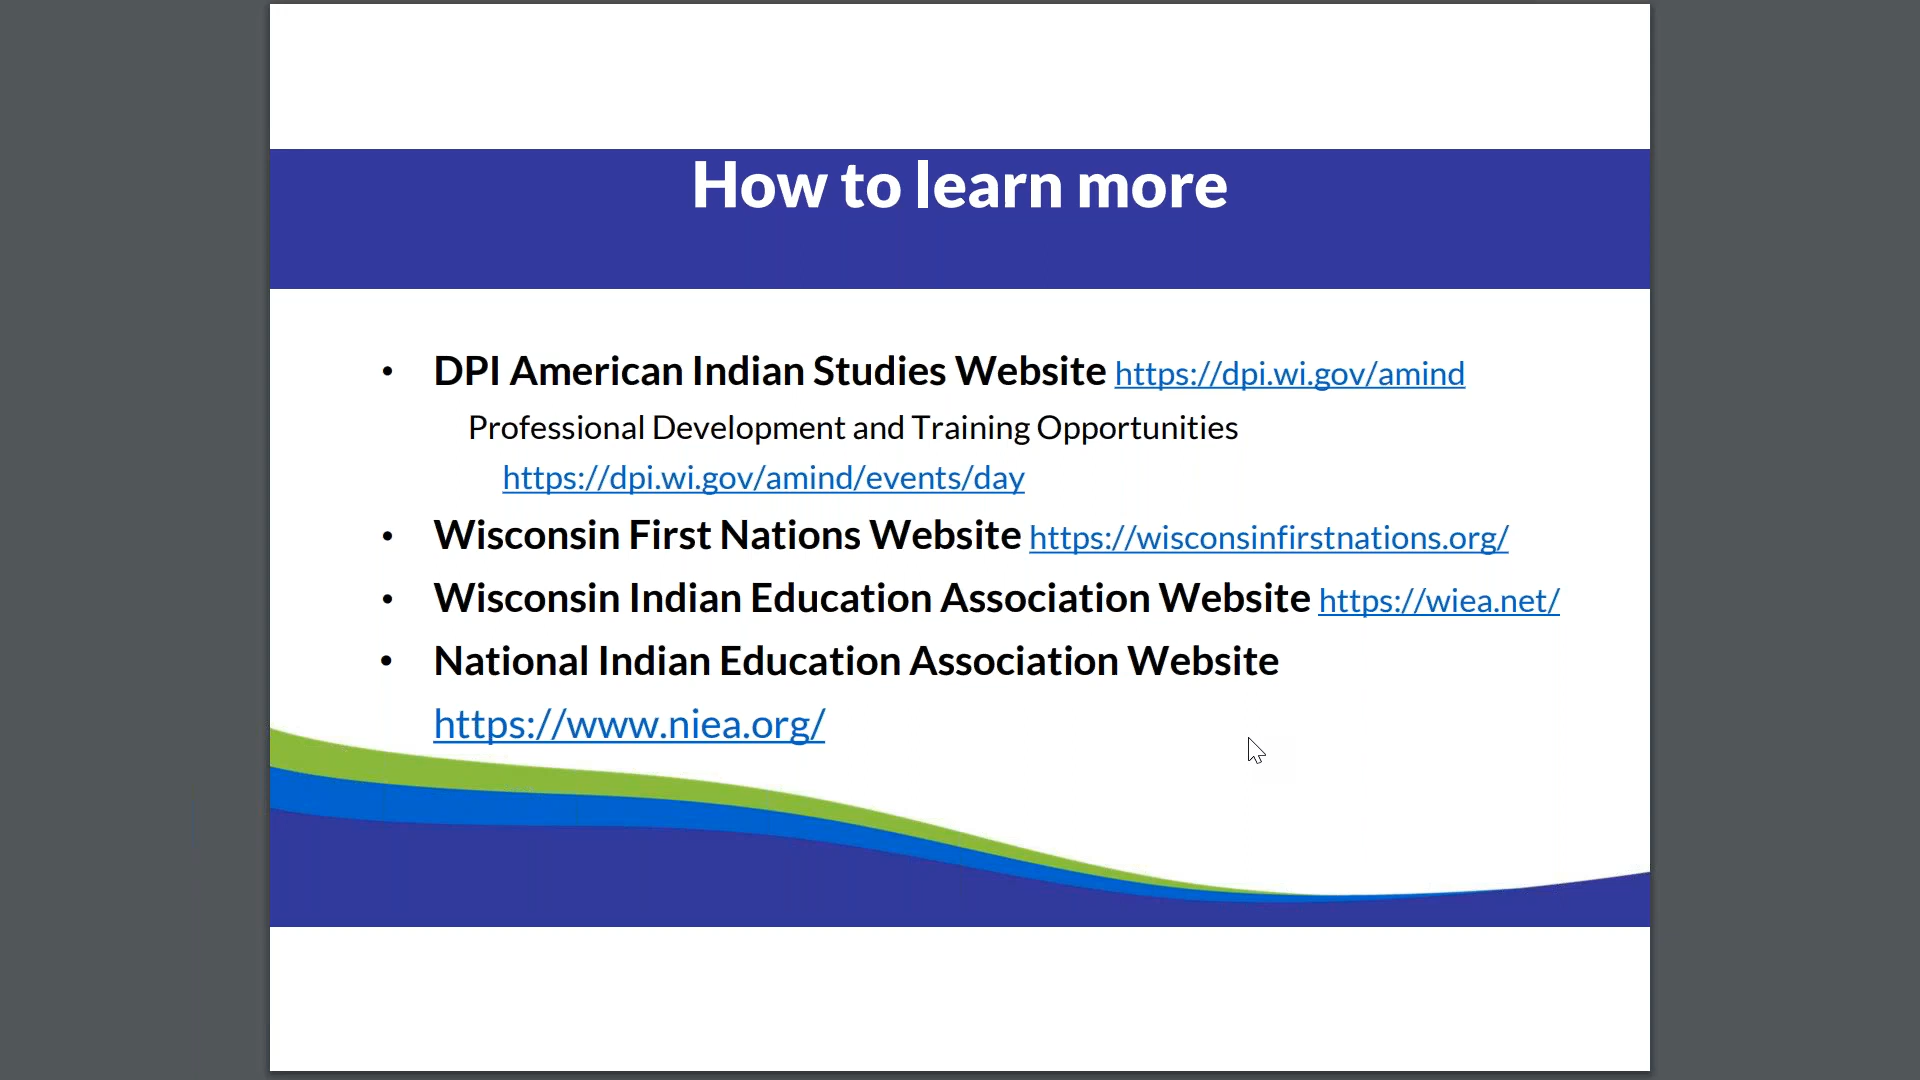 How to learn more
• DPI American Indian Studies Website https://dpi.wi.gov/amind
Professional Development and Training Opportunities
https://dpi.wi.gov/amind/events/day
• Wisconsin First Nations Website https://wisconsinfirstnations.org/
• Wisconsin Indian Education Association Website https://wiea.net/
• National Indian Education Association Website
https://www.niea.org/